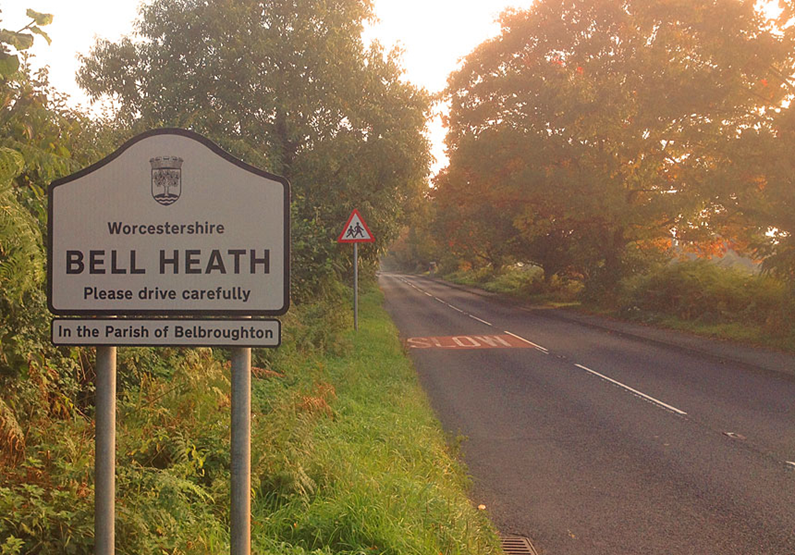 Worcestershire
BELL HEATH
Please drive carefully
In the Parish of Belbroughton
SLOW